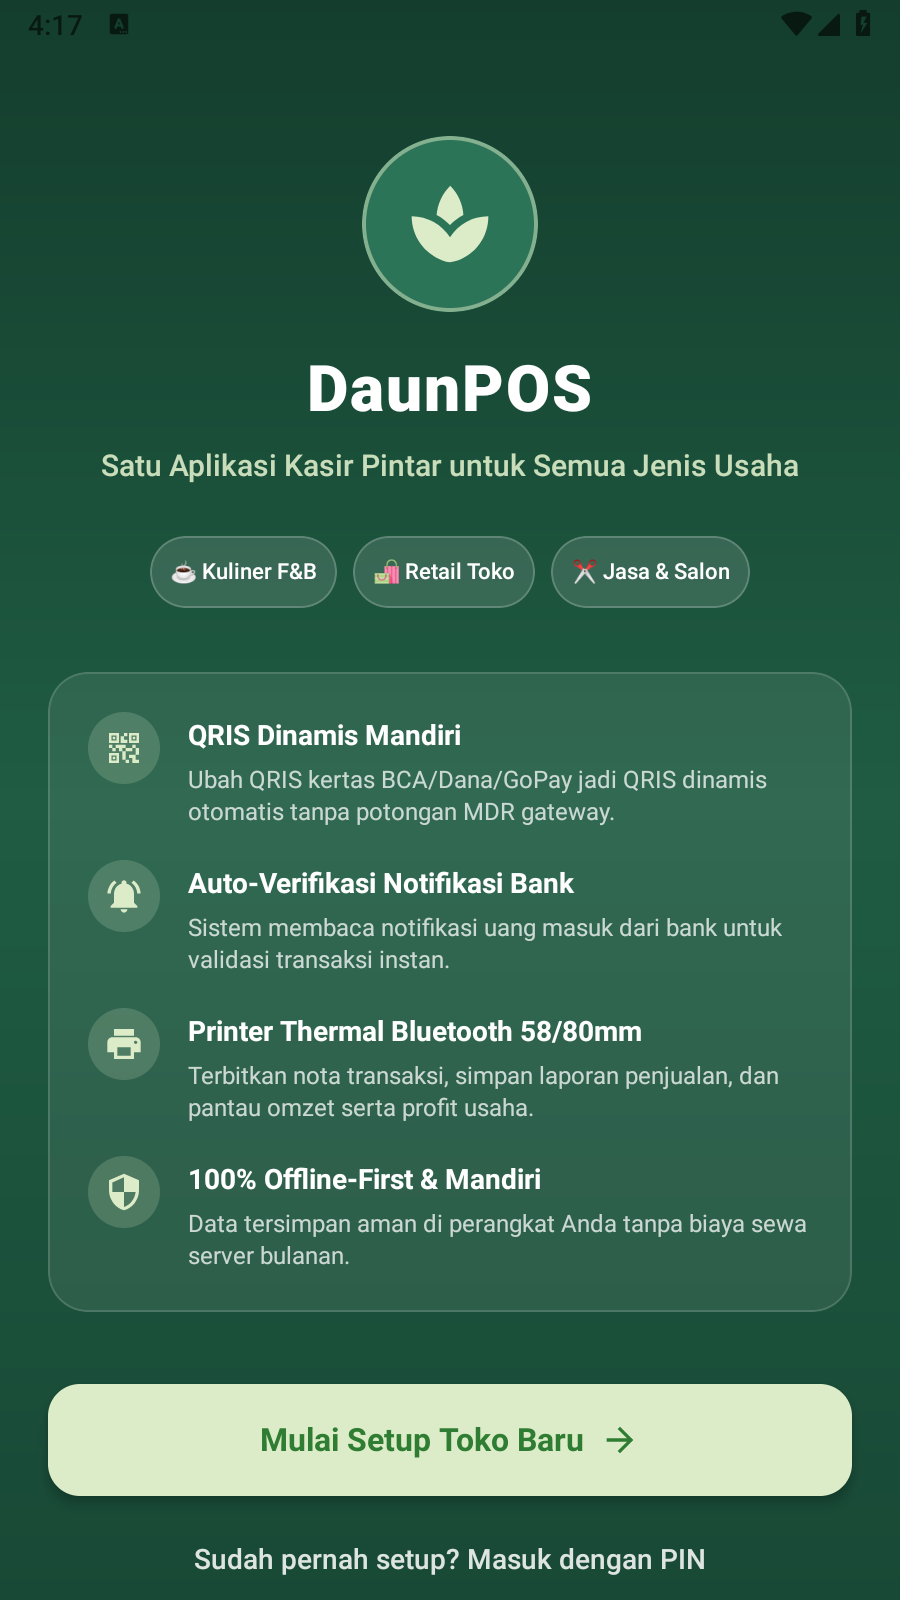 4:17
DaunPOS
Satu Aplikasi Kasir Pintar untuk Semua Jenis Usaha
Kuliner F&B
Retail Toko
Jasa & Salon
QRIS Dinamis Mandiri
Ubah QRIS kertas BCA/Dana/GoPay jadi QRIS dinamis
otomatis tanpa potongan MDR gateway.
Auto-Verifikasi Notifikasi Bank
Sistem membaca notifikasi uang masuk dari bank untuk
validasi transaksi instan.
Printer Thermal Bluetooth 58/80mm
Terbitkan nota transaksi, simpan laporan penjualan, dan
pantau omzet serta profit usaha.
100% Offline-First & Mandiri
Data tersimpan aman di perangkat Anda tanpa biaya sewa
server bulanan.
Mulai Setup Toko Baru
Sudah pernah setup? Masuk dengan PIN